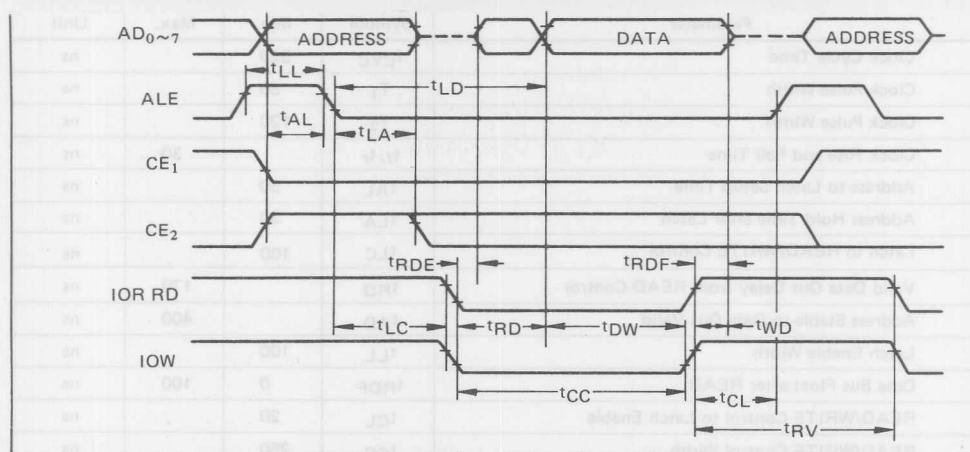 AD0~7
ADDRESS
DATA
ADDRESS
tLL
tLD
ALE
tAL
tLA
CE1
CE2
tRDE
tRDF
IOR RD
tLC
tRD
tDW
tWD
IOW
tCC
tCL
tRV